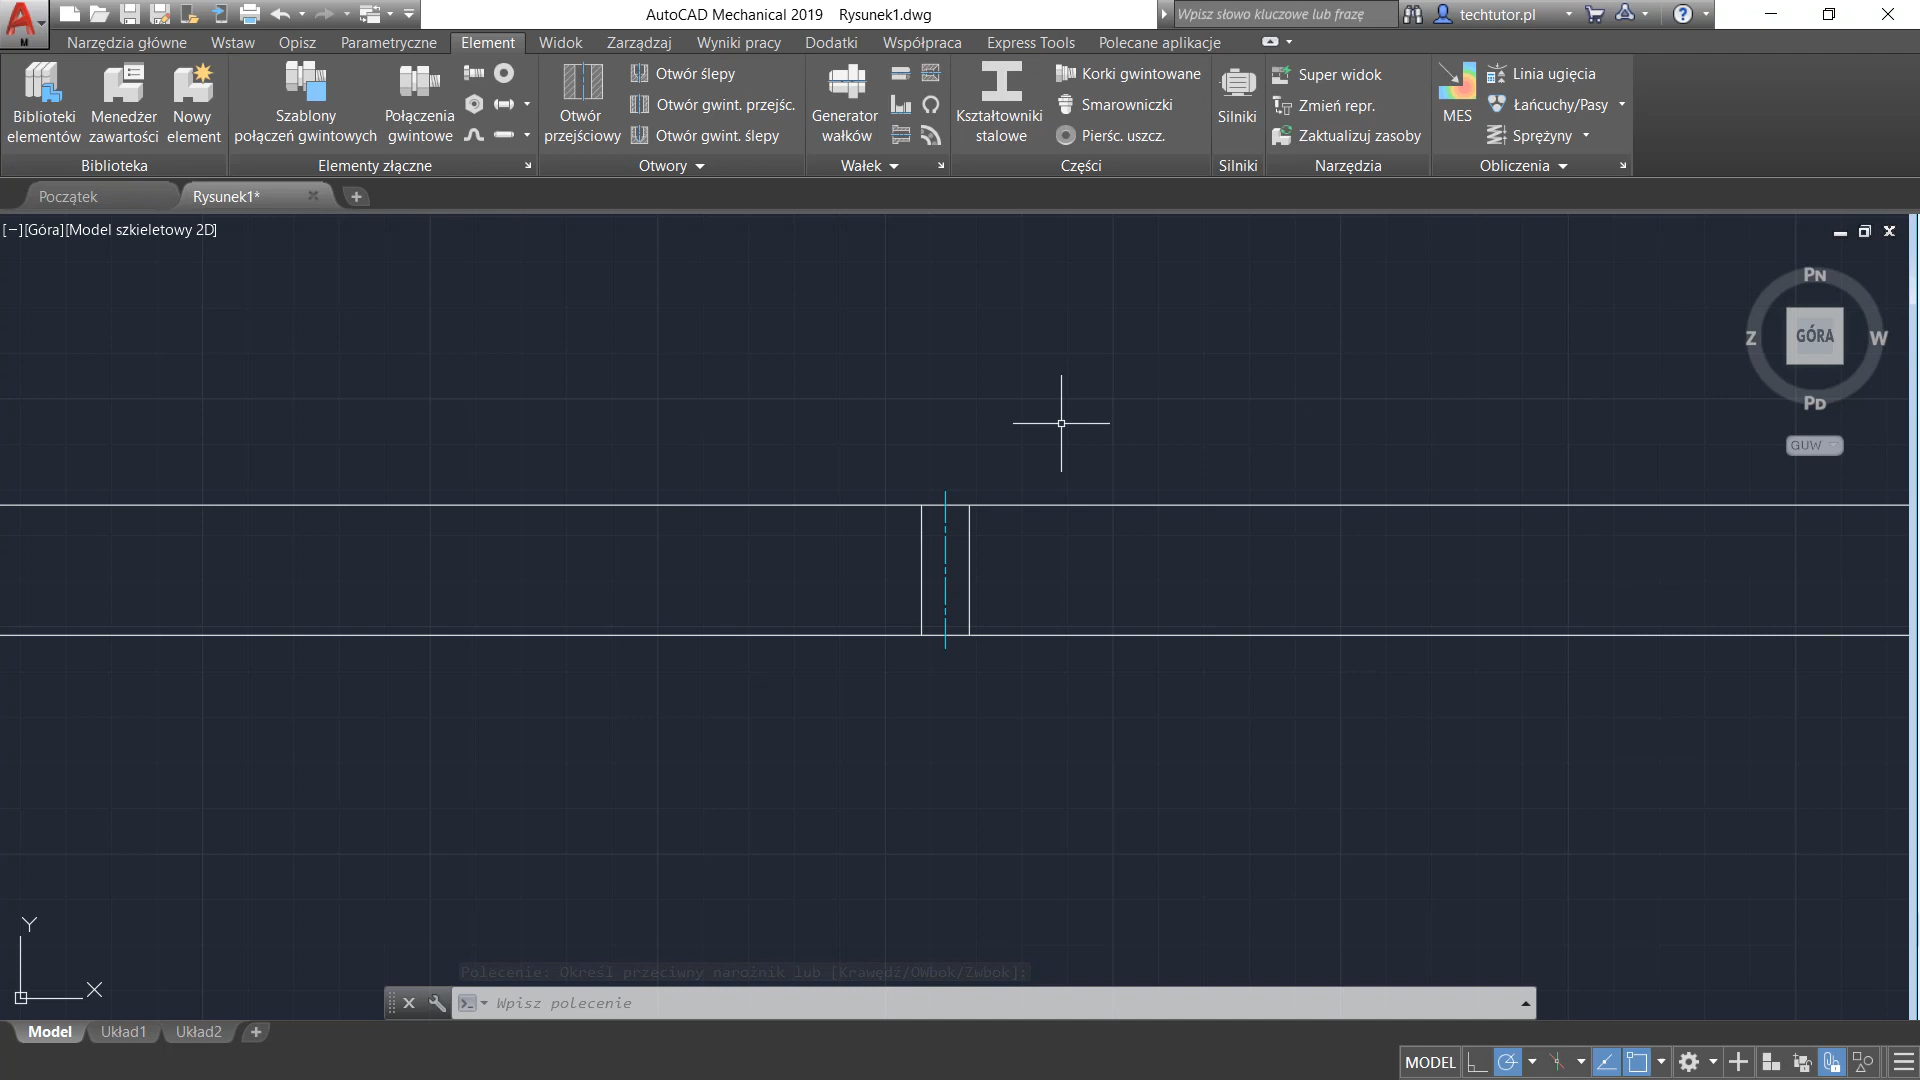 AutoCAD Mechanical 2019 Rysunek1.dwg
Wpisz słowo kluczowe lub frazę
techtutor.pl
M
Narzędzia główne Wstaw Opisz Parametryczne Element Widok Zarządzaj Wyniki pracy Dodatki Współpraca Express Tools Polecane aplikacje
Biblioteki elementów
Menedżer zawartości
Nowy element
Biblioteka
Szablony połączeń gwintowych
Połączenia gwintowe
Elementy złączne
Otwór przejściowy
Otwór ślepy
Otwór gwint. przejśc.
Otwór gwint. ślepy
Otwory
Generator wałków
Wałek
Kształtowniki stalowe
Korki gwintowane
Smarowniczki
Pierśc. uszcz.
Części
Silniki
Silniki
Super widok
Zmień repr.
Zaktualizuj zasoby
Narzędzia
MES
Linia ugięcia
Łańcuchy/Pasy
Sprężyny
Obliczenia
Początek
Rysunek1*
[−][Góra][Model szkieletowy 2D]
PN
Z
GÓRA
W
PD
GUW
Y
X
Polecenie: Określ przeciwny narożnik lub [Krawędź/OWbok/ZWbok]:
Wpisz polecenie
Model Układ1 Układ2
MODEL